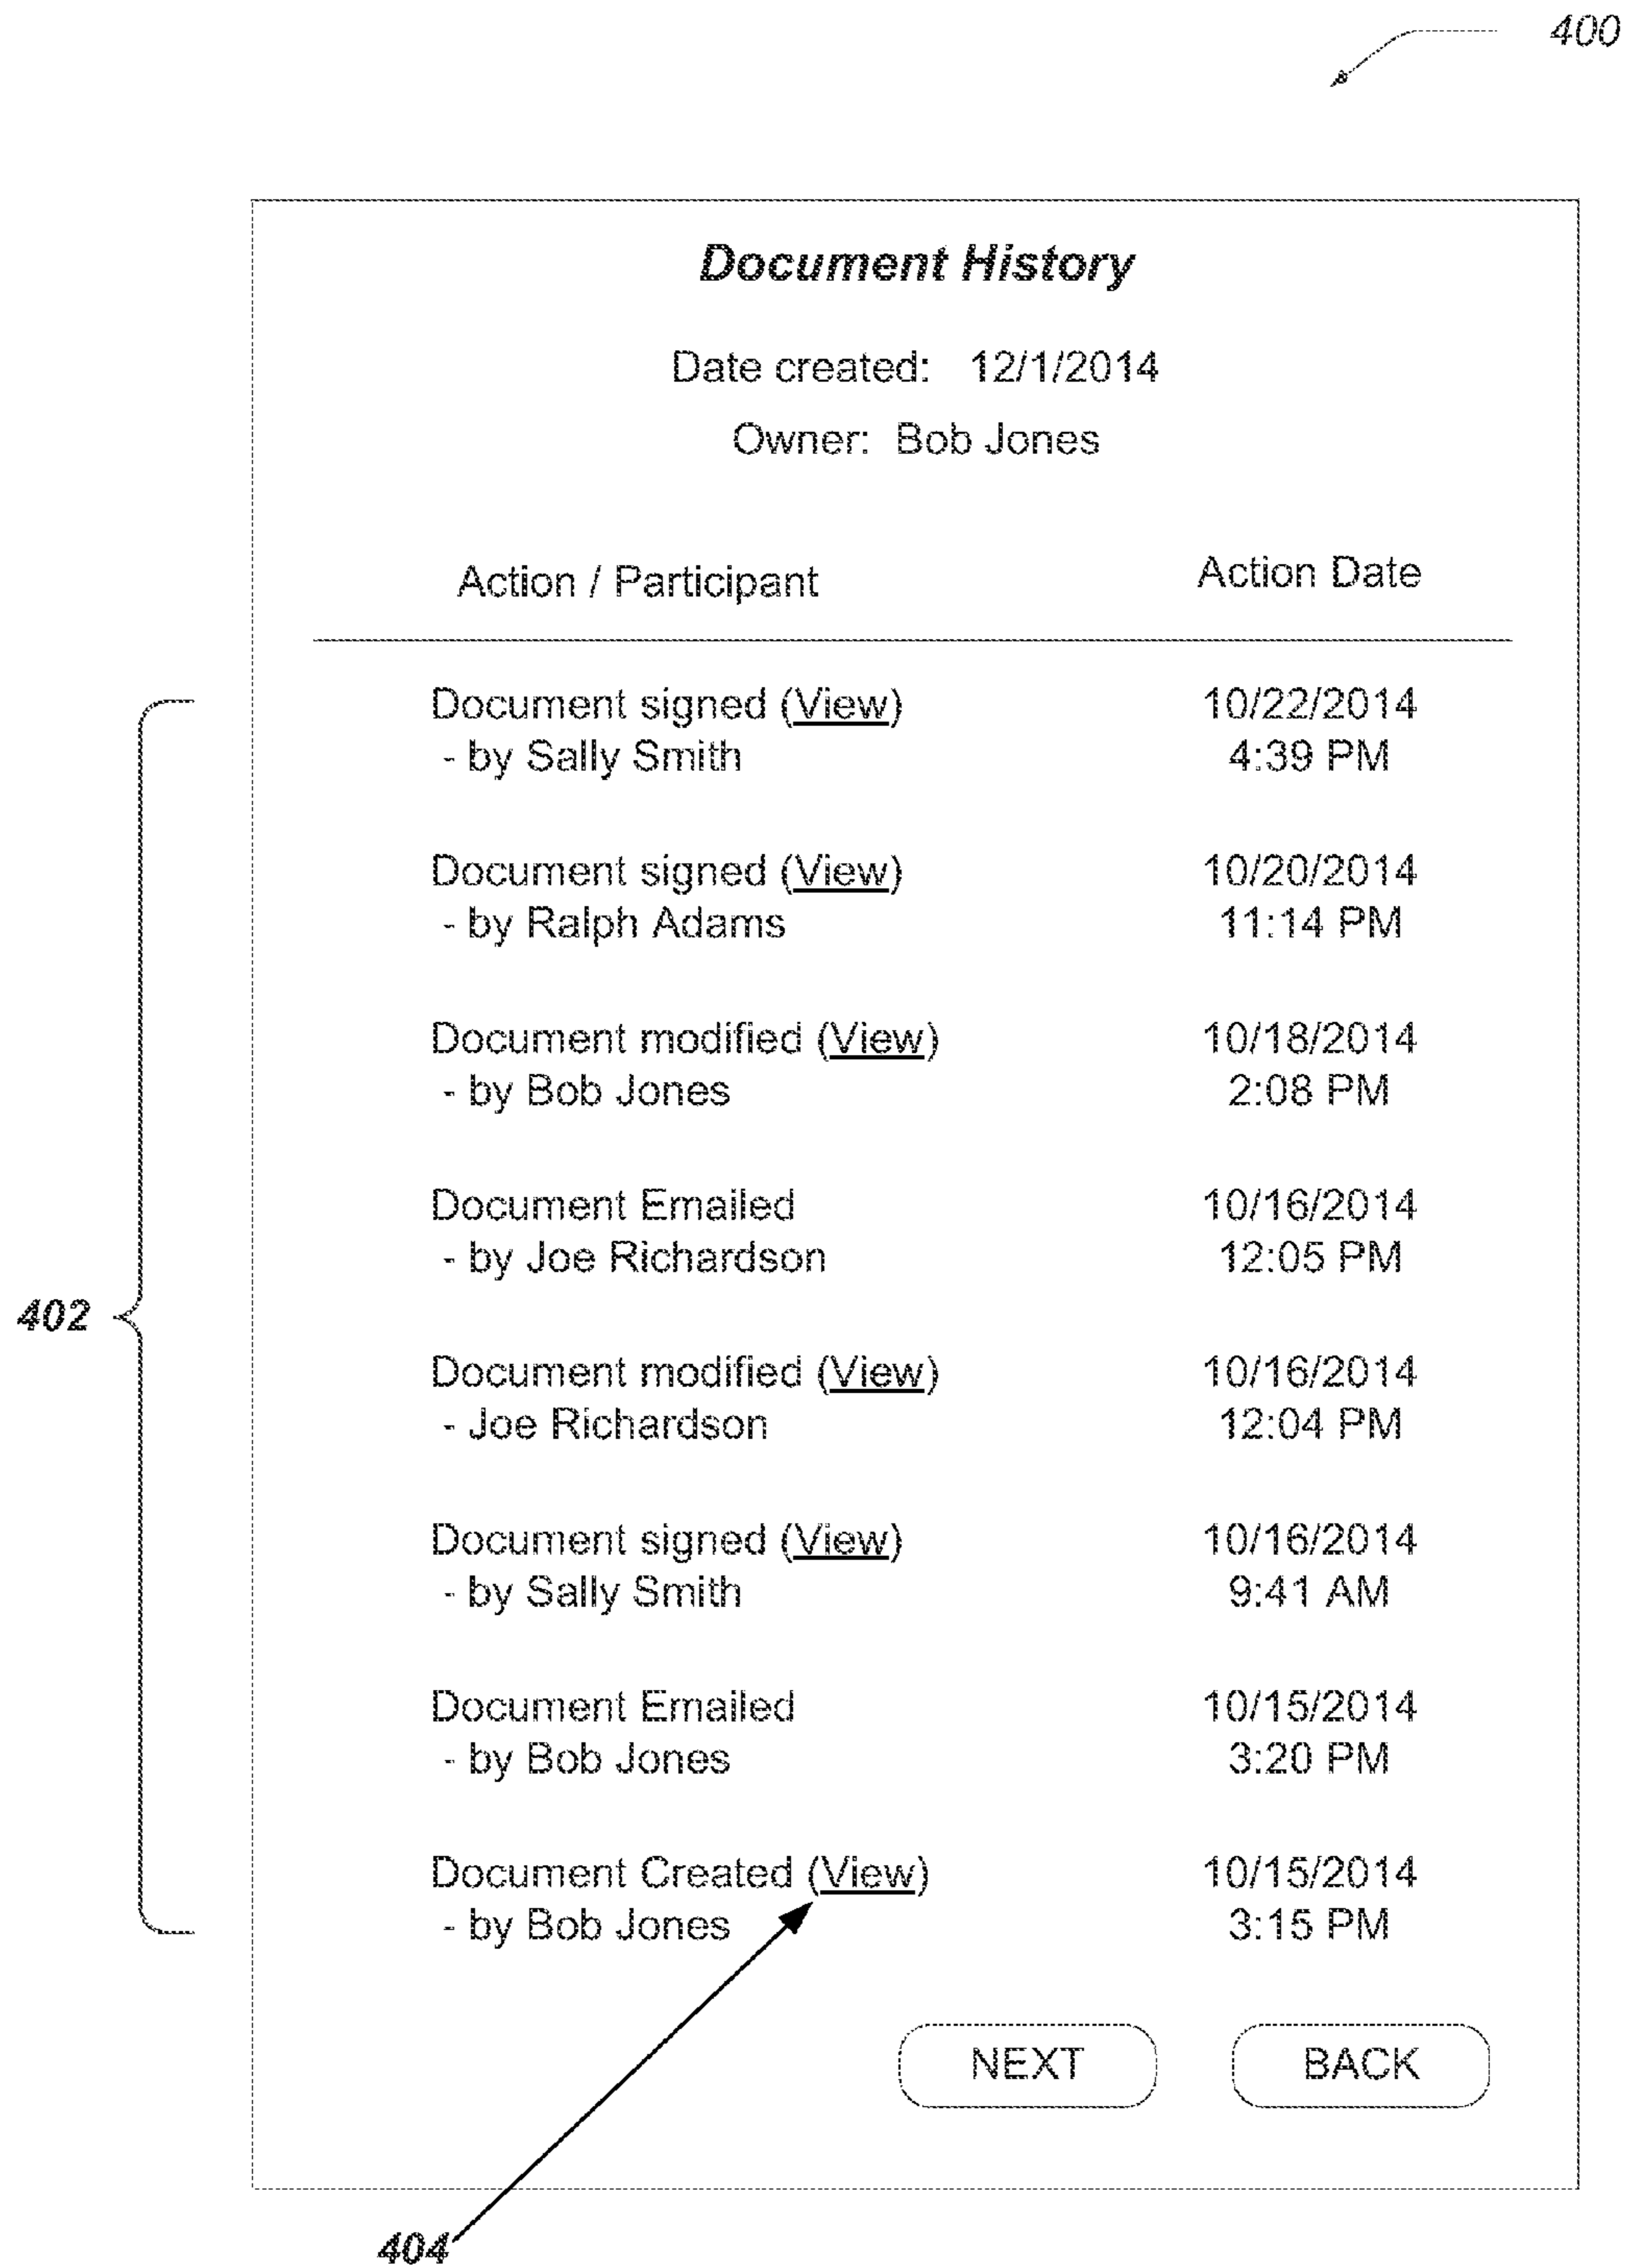 400
Document History
Date created: 12/1/2014
Owner: Bob Jones
Action / Participant Action Date
Document signed (View) 10/22/2014
- by Sally Smith 4:39 PM
Document signed (View) 10/20/2014
- by Ralph Adams 11:14 PM
Document modified (View) 10/18/2014
- by Bob Jones 2:08 PM
Document Emailed 10/16/2014
- by Joe Richardson 12:05 PM
402
Document modified (View) 10/16/2014
- Joe Richardson 12:04 PM
Document signed (View) 10/16/2014
- by Sally Smith 9:41 AM
Document Emailed 10/15/2014
- by Bob Jones 3:20 PM
Document Created (View) 10/15/2014
- by Bob Jones 3:15 PM
NEXT BACK
404